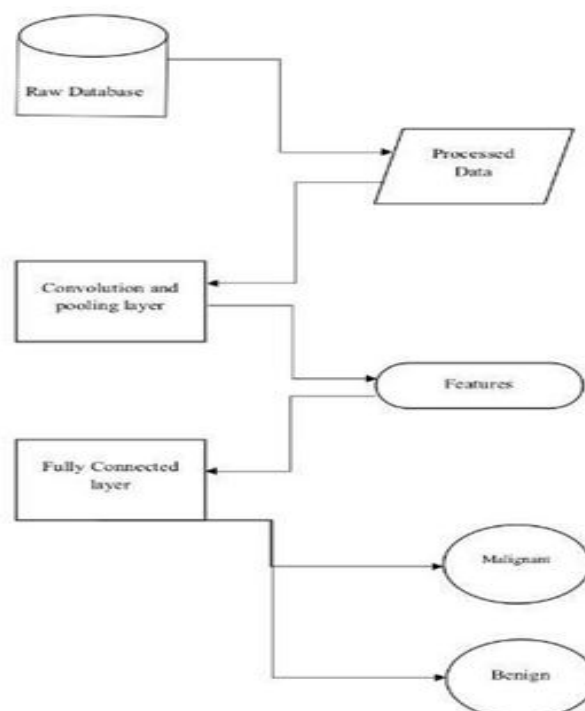 Raw Database
Processed
Data
Convolution and
pooling layer
Features
Fully Connected
layer
Malignant
Benign